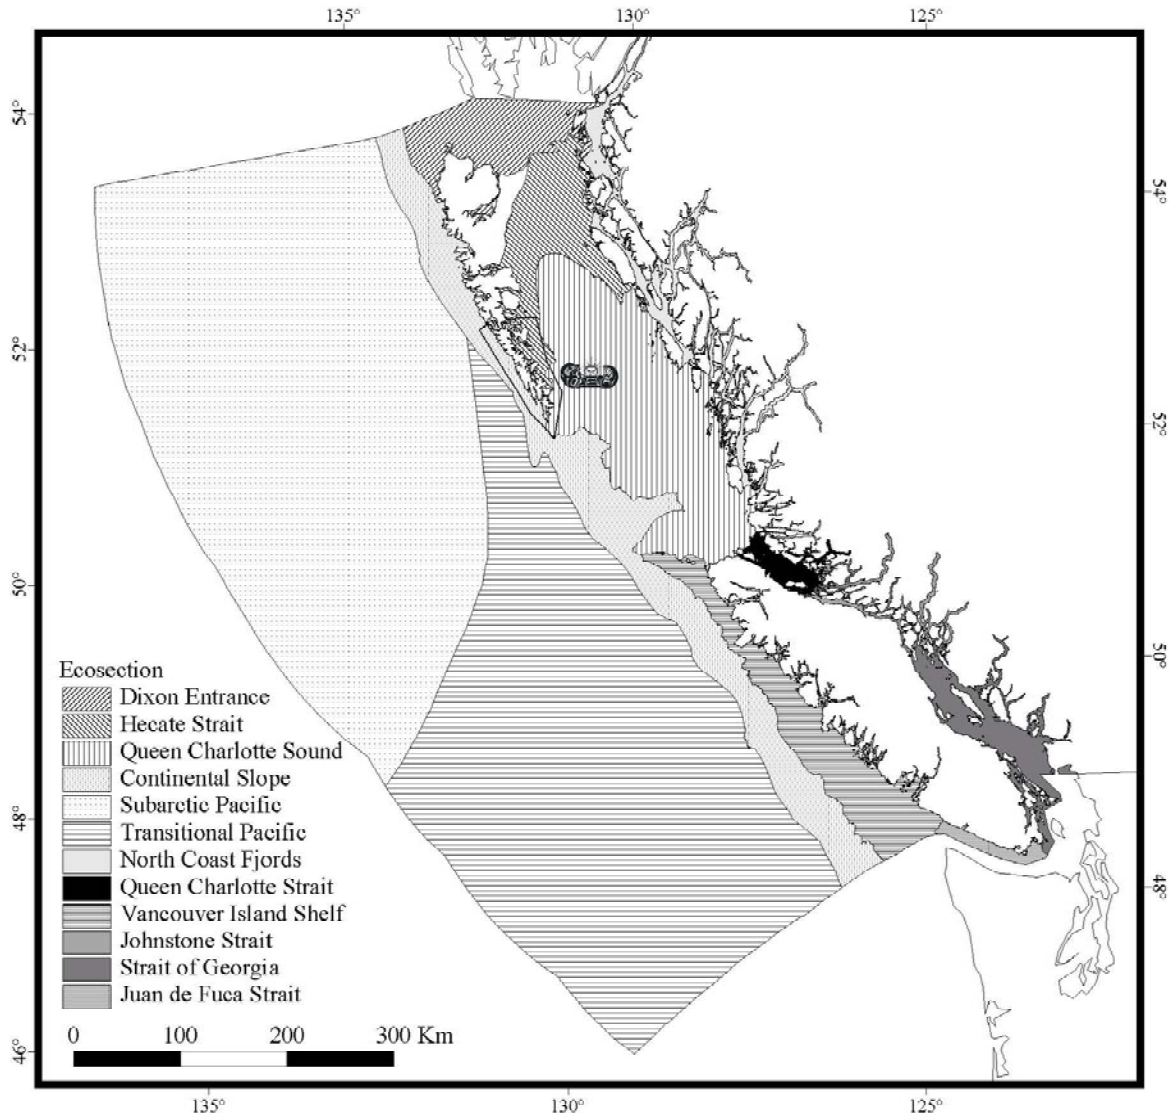 135° 130° 125°
54°
54°
52°
52°
50°
50°
48°
48°
46°
Ecosection
Dixon Entrance
Hecate Strait
Queen Charlotte Sound
Continental Slope
Subarctic Pacific
Transitional Pacific
North Coast Fjords
Queen Charlotte Strait
Vancouver Island Shelf
Johnstone Strait
Strait of Georgia
Juan de Fuca Strait
0 100 200 300 Km
135° 130° 125°